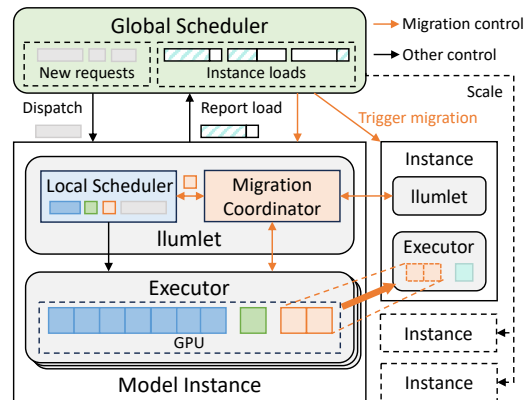 Global Scheduler
New requests
Instance loads
Migration control
Other control
Dispatch
Report load
Scale
Trigger migration
Local Scheduler
Migration
Coordinator
llumlet
Executor
GPU
Model Instance
Instance
llumlet
Executor
Instance
Instance